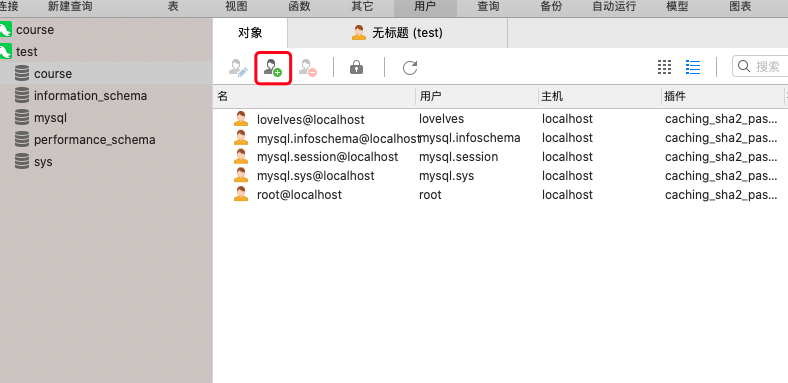 连接 新建查询 表 视图 函数 其它 用户 查询 备份 自动运行 模型 图表
course
test
course
information_schema
mysql
performance_schema
sys
对象 无标题 (test)
搜索
名 用户 主机 插件
lovelves@localhost lovelves localhost caching_sha2_pas...
mysql.infoschema@localhost mysql.infoschema localhost caching_sha2_pas...
mysql.session@localhost mysql.session localhost caching_sha2_pas...
mysql.sys@localhost mysql.sys localhost caching_sha2_pas...
root@localhost root localhost caching_sha2_pas...